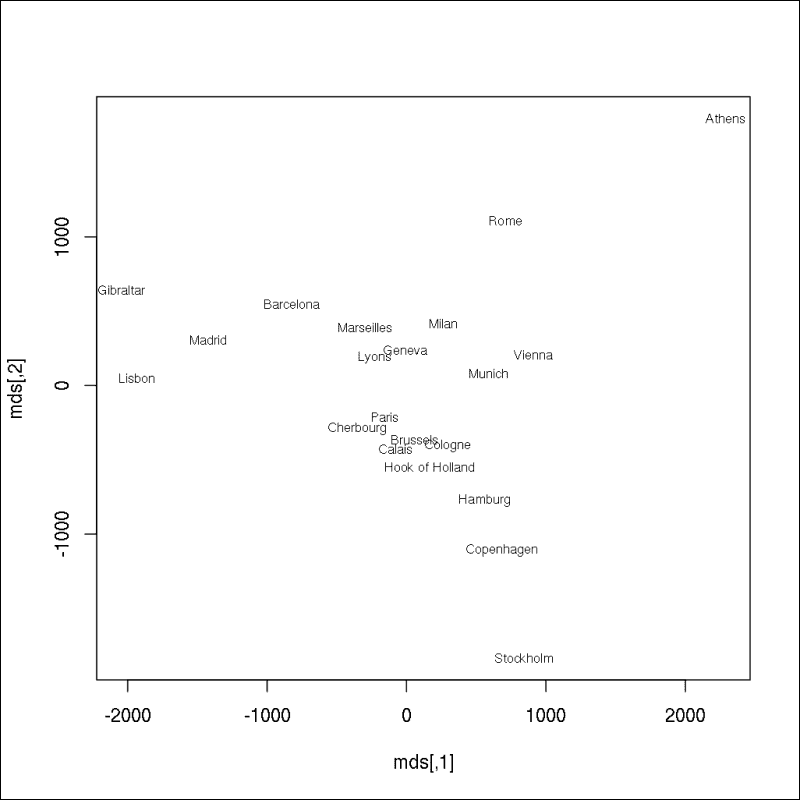 Athens
Rome
1000
Gibraltar
Barcelona
Milan
Marseilles
Madrid
Geneva
Lyons
Vienna
Munich
Lisbon
0
mds[,2]
Paris
Cherbourg
Brussels
Cologne
Calais
Hook of Holland
Hamburg
-1000
Copenhagen
Stockholm
-2000 -1000 0 1000 2000
mds[,1]